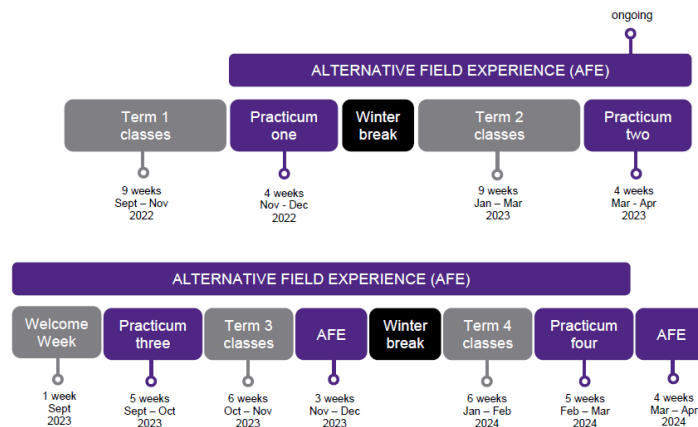 ongoing
ALTERNATIVE FIELD EXPERIENCE (AFE)
Term 1
classes
Practicum
one
Winter
break
Term 2
classes
Practicum
two
9 weeks
Sept – Nov
2022
4 weeks
Nov - Dec
2022
9 weeks
Jan – Mar
2023
4 weeks
Mar - Apr
2023
ALTERNATIVE FIELD EXPERIENCE (AFE)
Welcome
Week
Practicum
three
Term 3
classes
AFE
Winter
break
Term 4
classes
Practicum
four
AFE
1 week
Sept
2023
5 weeks
Sept – Oct
2023
6 weeks
Oct – Nov
2023
3 weeks
Nov – Dec
2023
6 weeks
Jan – Feb
2024
5 weeks
Feb – Mar
2024
4 weeks
Mar – Apr
2024